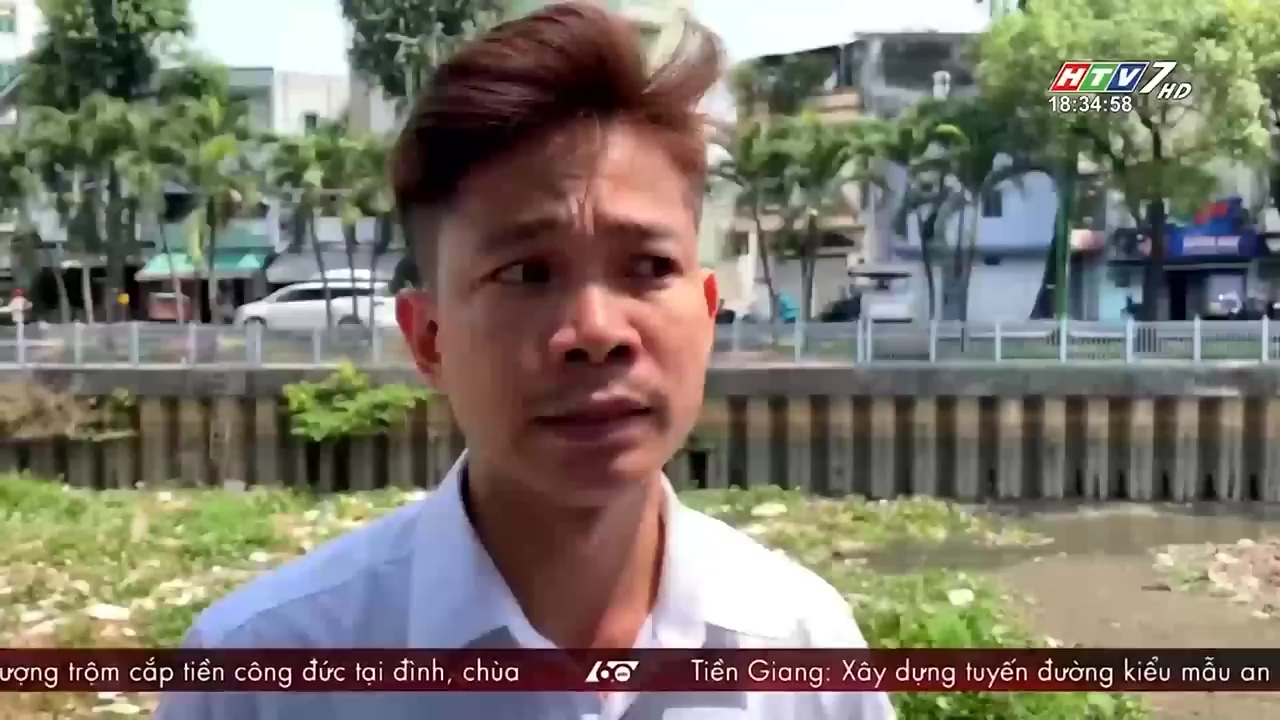 HTV7 HD
18:34:58
ượng trộm cắp tiền công đức tại đình, chùa
60
Tiền Giang: Xây dựng tuyến đường kiểu mẫu an